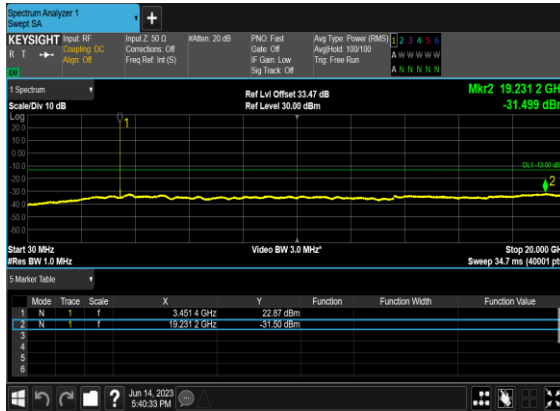 Spectrum Analyzer 1
Swept SA
KEYSIGHT
R T
Input: RF
Coupling: DC
Align: Off
Input Z: 50 Ω
Corrections: Off
Freq Ref: Int (S)
#Atten: 20 dB
PNO: Fast
Gate: Off
IF Gain: Low
Sig Track: Off
Avg Type: Power (RMS)
Avg|Hold: 100/100
Trig: Free Run
1 2 3 4 5 6
A W W W W W
A N N N N N
1 Spectrum
Scale/Div 10 dB
Ref Lvl Offset 33.47 dB
Ref Level 30.00 dBm
Mkr2 19.231 2 GH
-31.499 dBm
Log
20.0
10.0
0.00
-10.0
-20.0
-30.0
-40.0
-50.0
-60.0
1
DL1 -13.00 dB
2
Start 30 MHz
#Res BW 1.0 MHz
Video BW 3.0 MHz*
Stop 20.000 GH
Sweep 34.7 ms (40001 pts
5 Marker Table
Mode Trace Scale X Y Function Function Width Function Value
1 N 1 f 3.451 4 GHz 22.87 dBm
2 N 1 f 19.231 2 GHz -31.50 dBm
3
4
5
6
?
Jun 14, 2023
5:40:33 PM